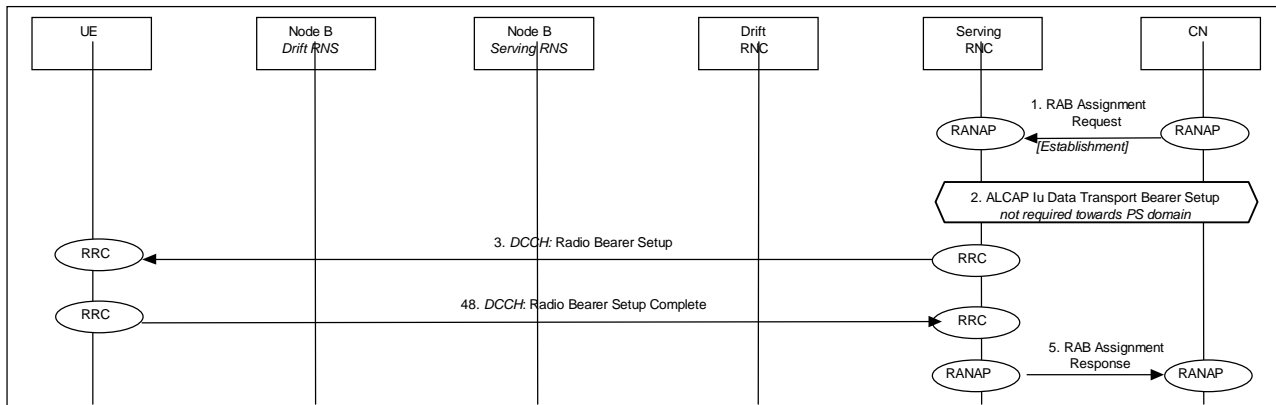 UE
Node B
Drift RNS
Node B
Serving RNS
Drift
RNC
Serving
RNC
CN
1. RAB Assignment
Request
RANAP
RANAP
[Establishment]
2. ALCAP Iu Data Transport Bearer Setup
not required towards PS domain
3. DCCH: Radio Bearer Setup
RRC
RRC
48. DCCH: Radio Bearer Setup Complete
RRC
RRC
5. RAB Assignment
Response
RANAP
RANAP